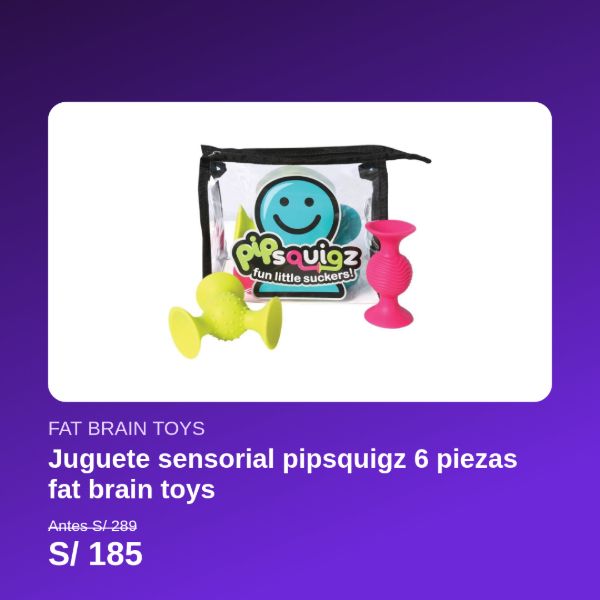 pipsquigz
fun little suckers!
FAT BRAIN TOYS
Juguete sensorial pipsquigz 6 piezas
fat brain toys
Antes S/ 289
S/ 185